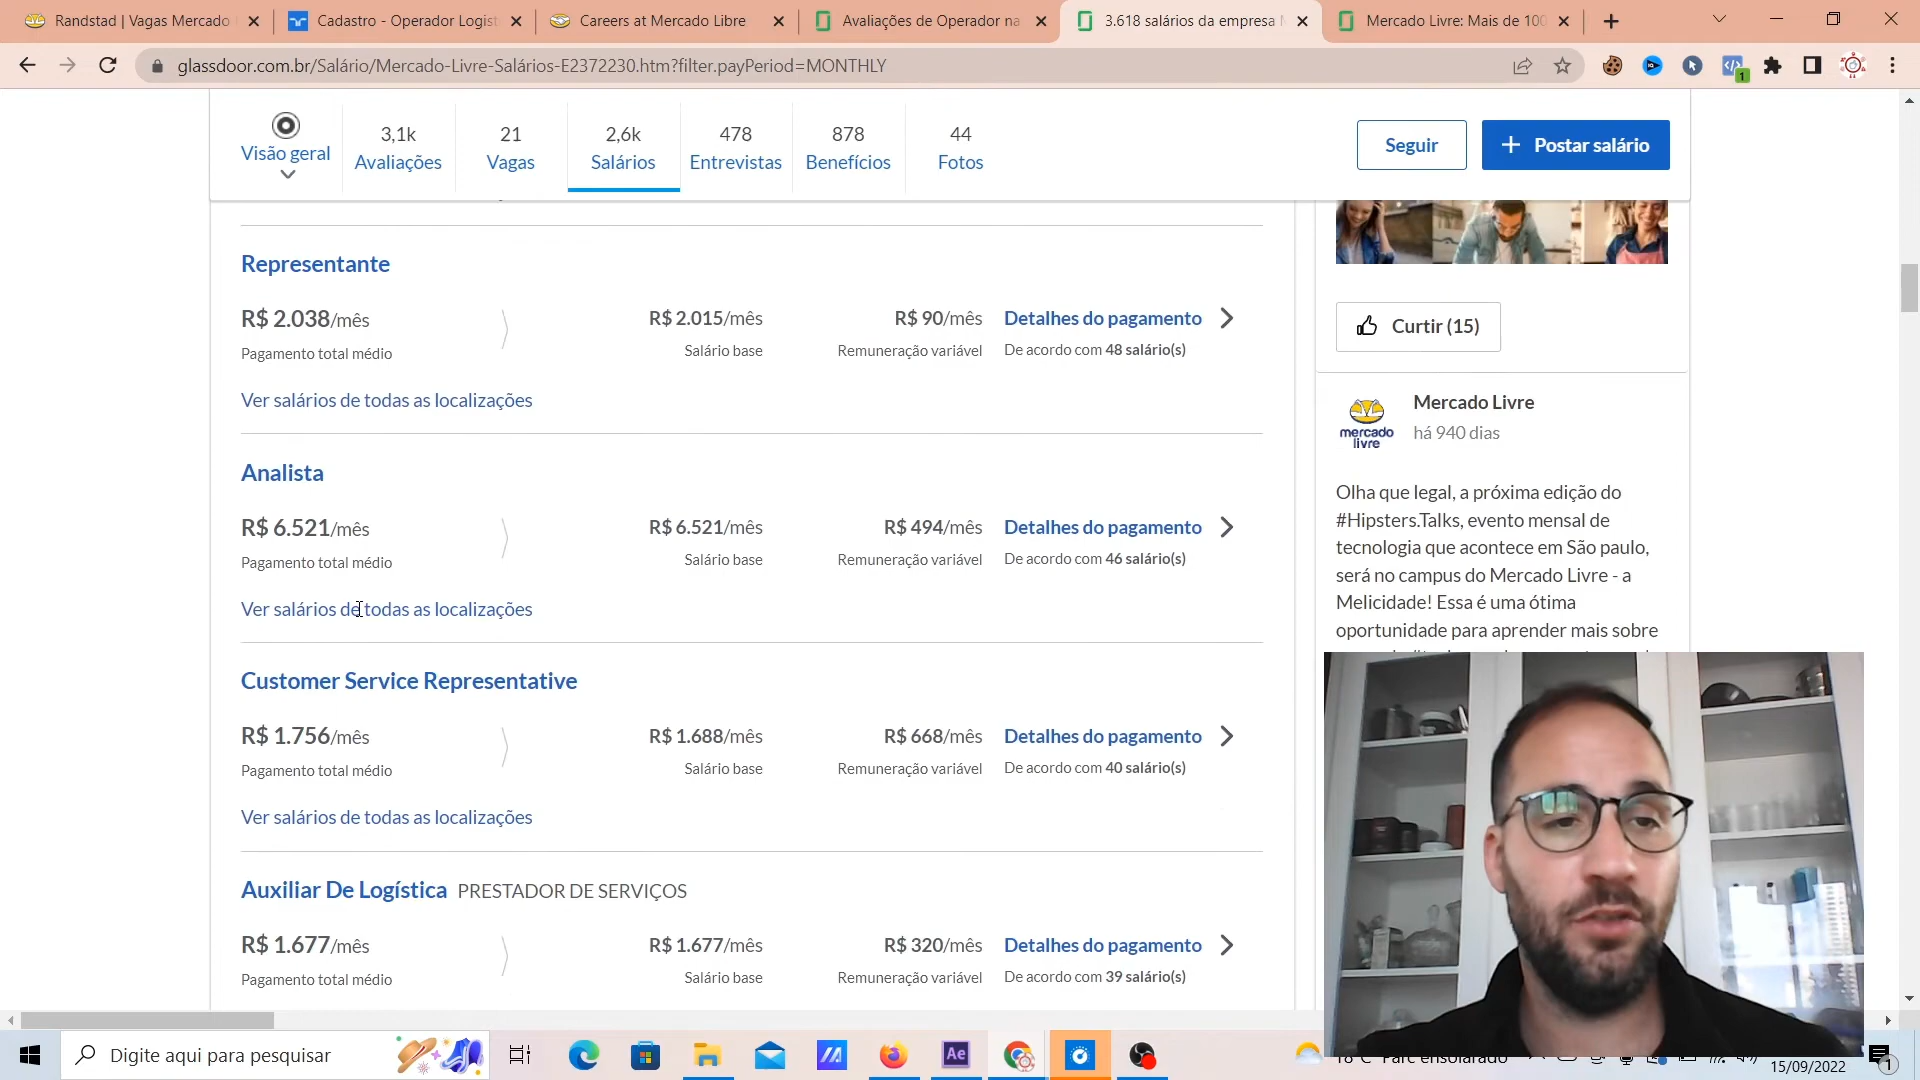 Randstad | Vagas Mercado
Cadastro - Operador Logist
Careers at Mercado Libre
Avaliações de Operador na
3.618 salários da empresa M
Mercado Livre: Mais de 100
glassdoor.com.br/Salário/Mercado-Livre-Salários-E2372230.htm?filter.payPeriod=MONTHLY
1
Visão geral
3,1k
Avaliações
21
Vagas
2,6k
Salários
478
Entrevistas
878
Benefícios
44
Fotos
Seguir
+ Postar salário
Representante
R$ 2.038/mês
Pagamento total médio
R$ 2.015/mês
Salário base
R$ 90/mês
Remuneração variável
Detalhes do pagamento
De acordo com 48 salário(s)
Ver salários de todas as localizações
Analista
R$ 6.521/mês
Pagamento total médio
R$ 6.521/mês
Salário base
R$ 494/mês
Remuneração variável
Detalhes do pagamento
De acordo com 46 salário(s)
Ver salários de todas as localizações
Customer Service Representative
R$ 1.756/mês
Pagamento total médio
R$ 1.688/mês
Salário base
R$ 668/mês
Remuneração variável
Detalhes do pagamento
De acordo com 40 salário(s)
Ver salários de todas as localizações
Auxiliar De Logística PRESTADOR DE SERVIÇOS
R$ 1.677/mês
Pagamento total médio
R$ 1.677/mês
Salário base
R$ 320/mês
Remuneração variável
Detalhes do pagamento
De acordo com 39 salário(s)
Curtir (15)
mercado
livre
Mercado Livre
há 940 dias
Olha que legal, a próxima edição do
#Hipsters.Talks, evento mensal de
tecnologia que acontece em São paulo,
será no campus do Mercado Livre - a
Melicidade! Essa é uma ótima
oportunidade para aprender mais sobre
Digite aqui para pesquisar
Ae
18°C Parc ensolarado
15/09/2022
1